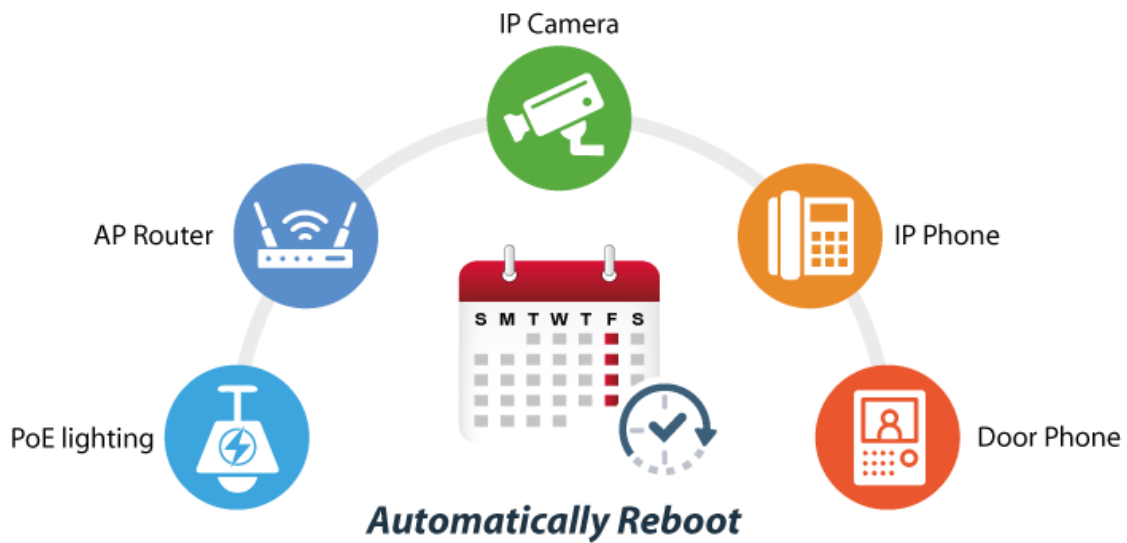 IP Camera
AP Router
IP Phone
S M T W T F S
PoE lighting
Door Phone
Automatically Reboot